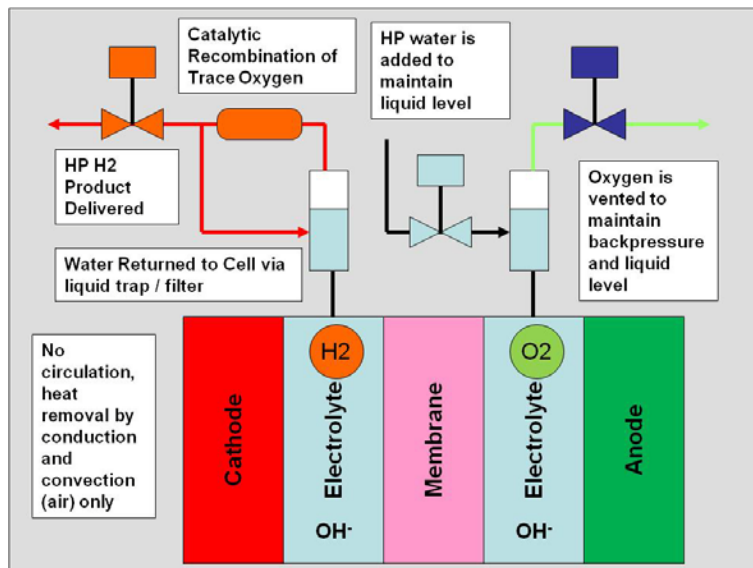 Catalytic
Recombination of
Trace Oxygen
HP water is
added to
maintain
liquid level
HP H2
Product
Delivered
Oxygen is
vented to
maintain
backpressure
and liquid
level
Water Returned to Cell via
liquid trap / filter
No
circulation,
heat
removal by
conduction
and
convection
(air) only
Cathode
H2
Electrolyte
OH-
Membrane
O2
Electrolyte
OH-
Anode